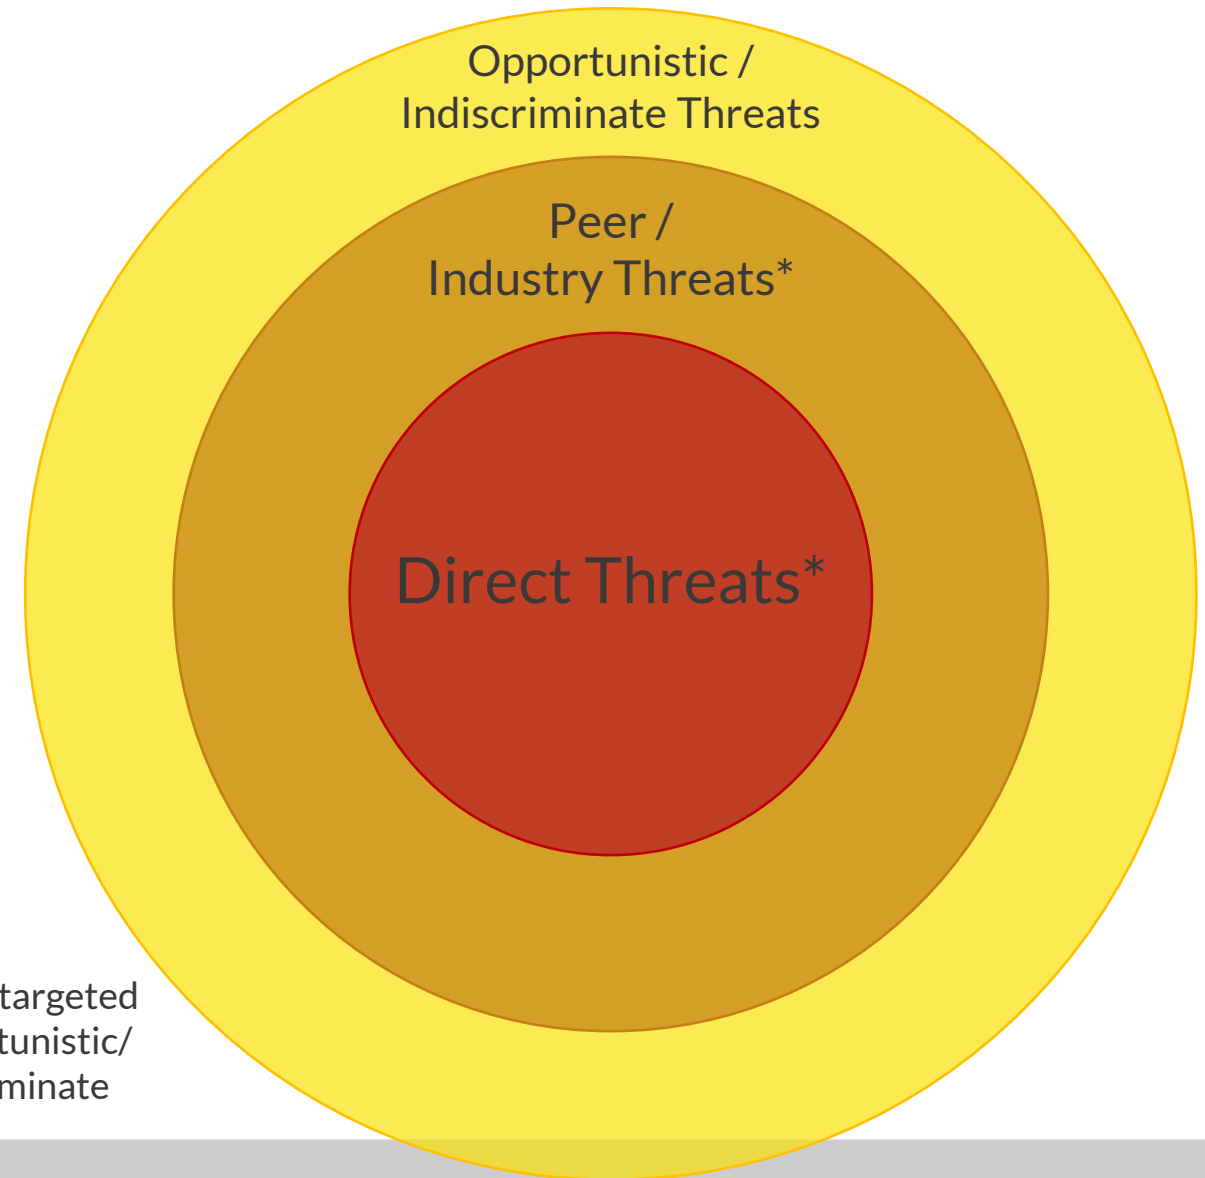 Opportunistic /
Indiscriminate Threats
Peer /
Industry Threats*
Direct Threats*
targeted
tunistic/
minate